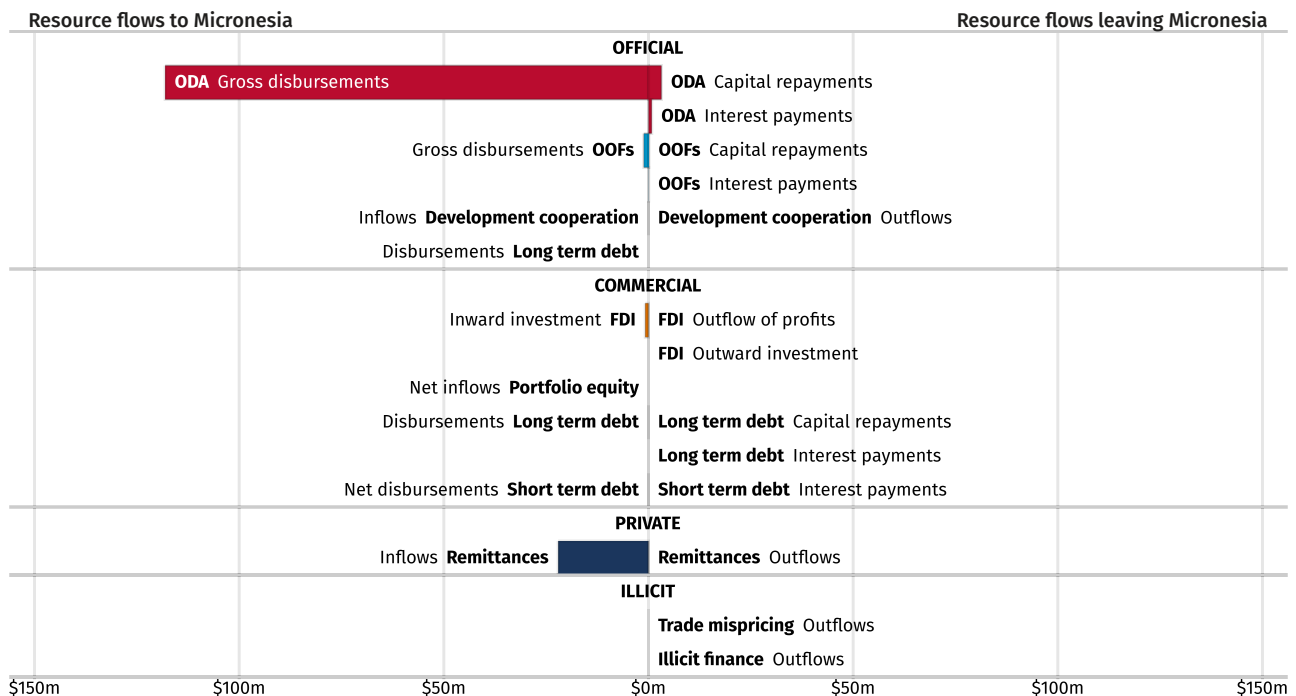 Resource flows to Micronesia Resource flows leaving Micronesia
OFFICIAL
ODA Gross disbursements ODA Capital repayments
ODA Interest payments
Gross disbursements OOFs OOFs Capital repayments
OOFs Interest payments
Inflows Development cooperation Development cooperation Outflows
Disbursements Long term debt
COMMERCIAL
Inward investment FDI FDI Outflow of profits
FDI Outward investment
Net inflows Portfolio equity
Disbursements Long term debt Long term debt Capital repayments
Long term debt Interest payments
Net disbursements Short term debt Short term debt Interest payments
PRIVATE
Inflows Remittances Remittances Outflows
ILLICIT
Trade mispricing Outflows
Illicit finance Outflows
$150m $100m $50m $0m $50m $100m $150m